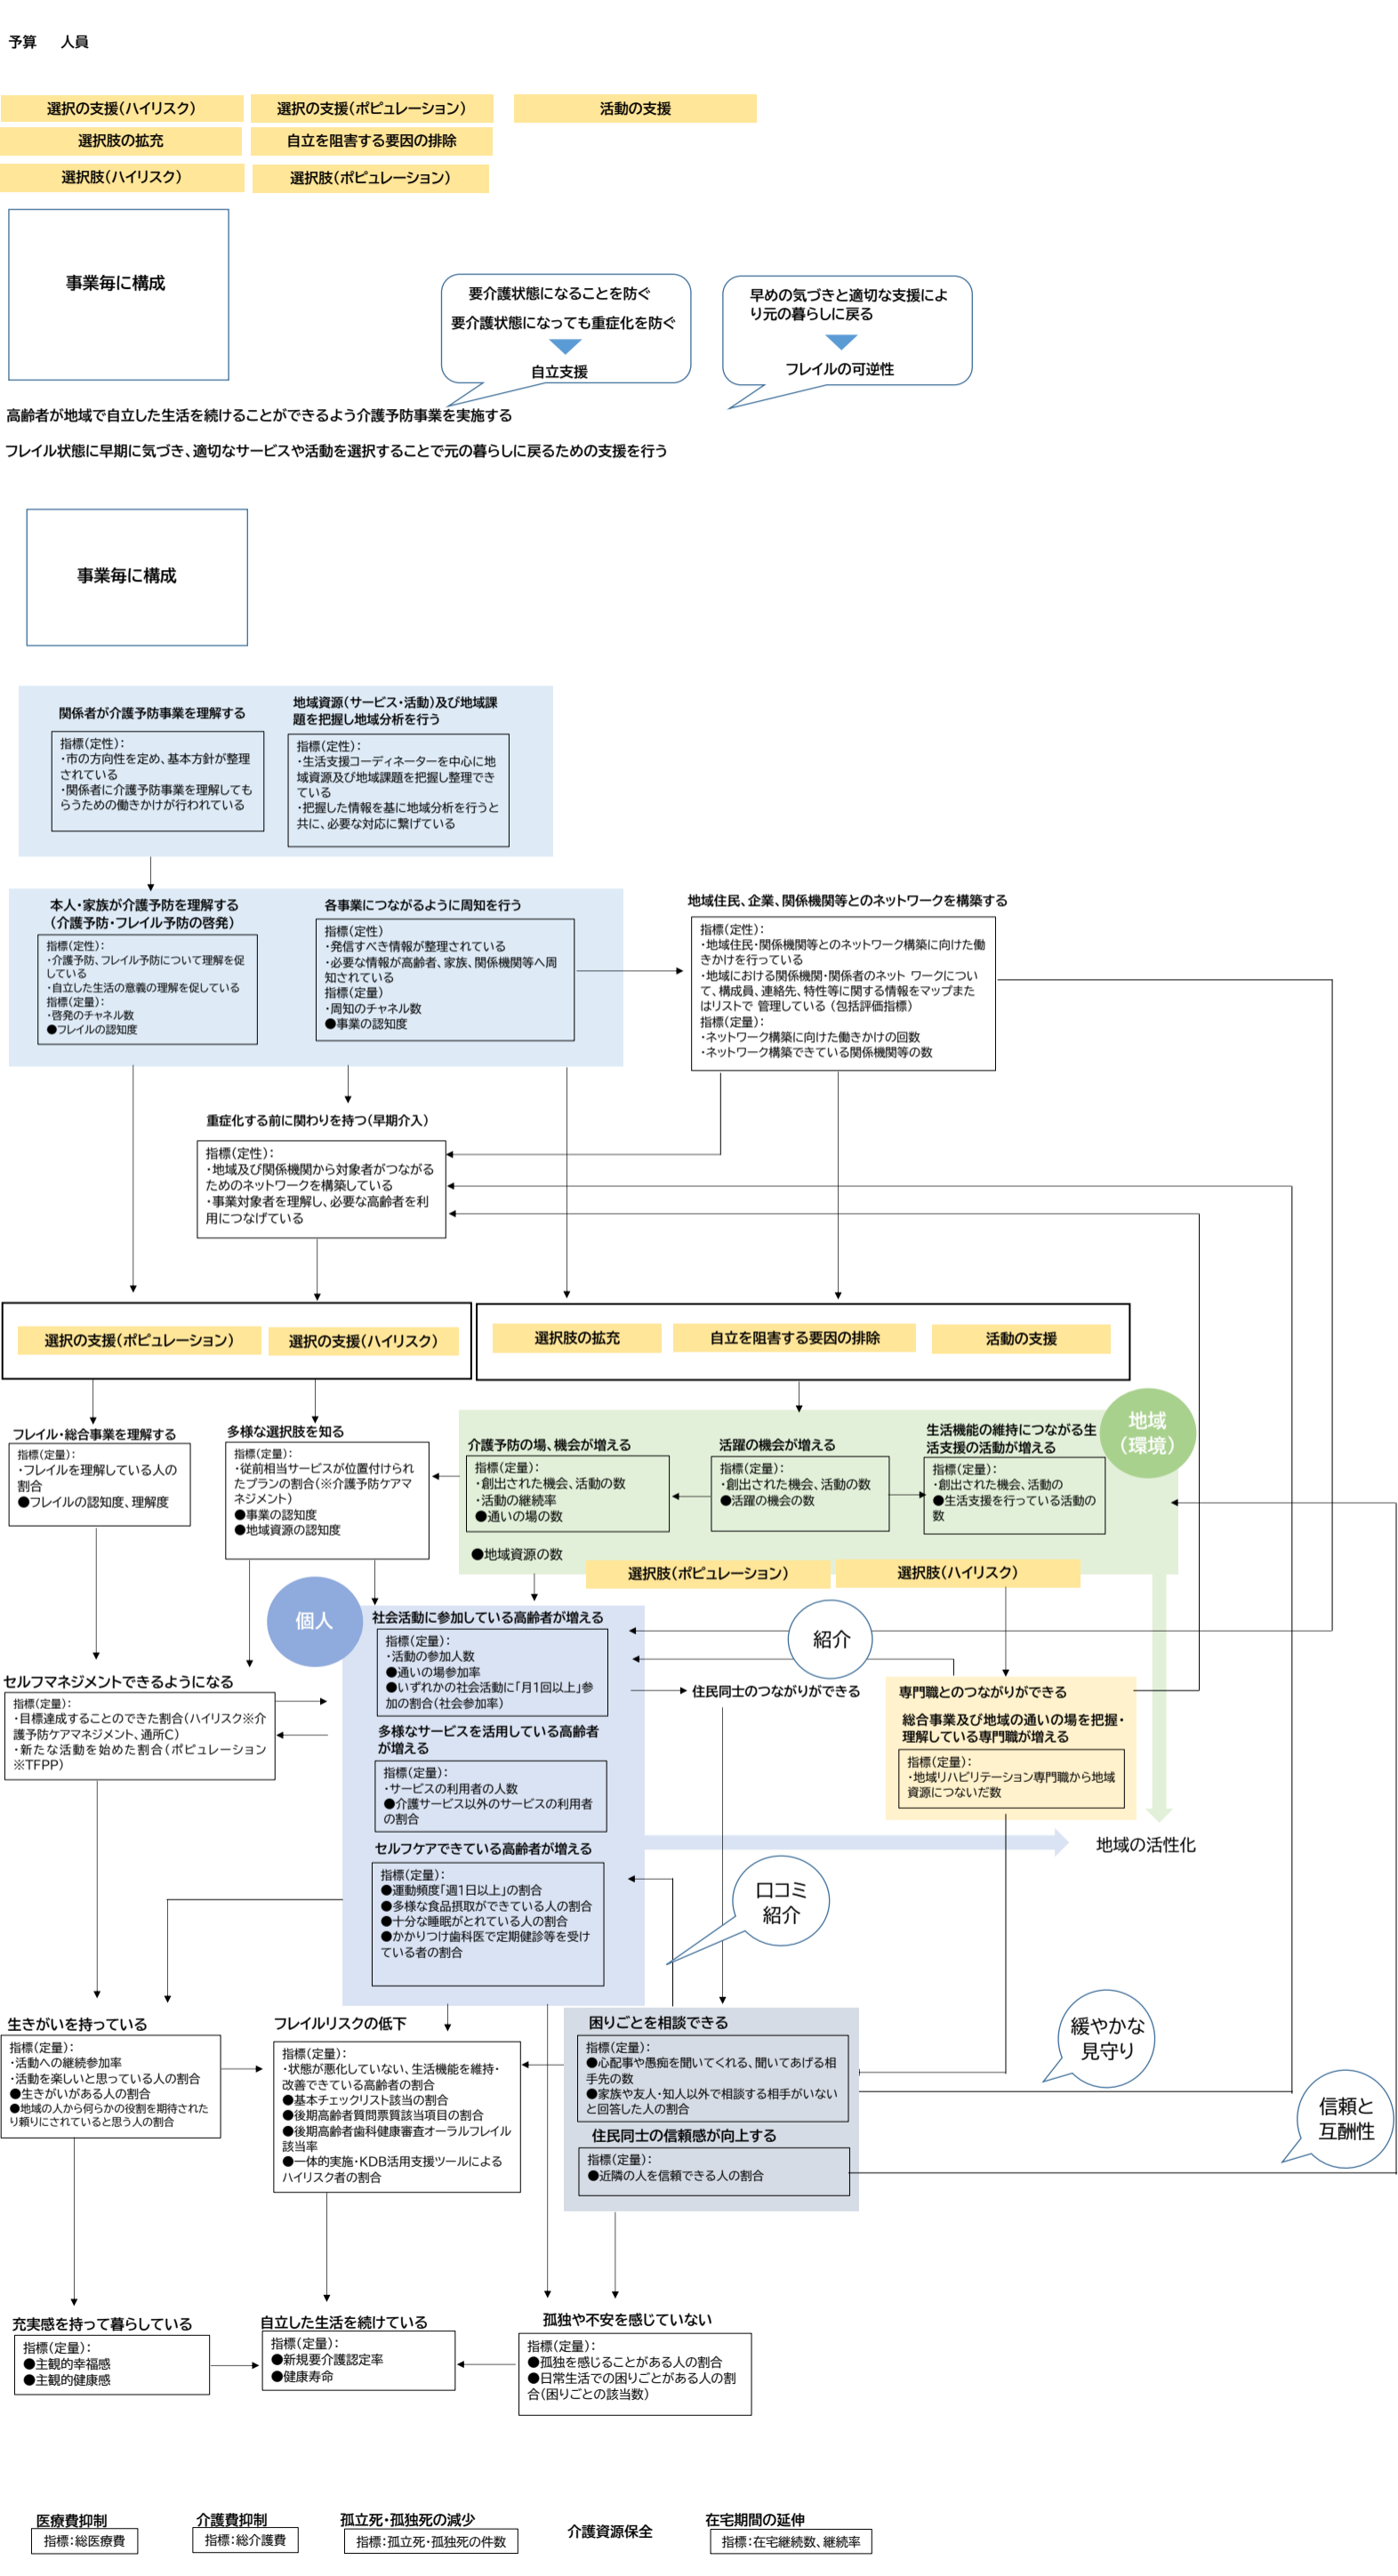 予算　人員
選択の支援(ハイリスク)
選択の支援(ポピュレーション)
活動の支援
選択肢の拡充
自立を阻害する要因の排除
選択肢(ハイリスク)
選択肢(ポピュレーション)
事業毎に構成
要介護状態になることを防ぐ
要介護状態になっても重症化を防ぐ
自立支援
早めの気づきと適切な支援によ
り元の暮らしに戻る
フレイルの可逆性
高齢者が地域で自立した生活を続けることができるよう介護予防事業を実施する
フレイル状態に早期に気づき、適切なサービスや活動を選択することで元の暮らしに戻るための支援を行う
事業毎に構成
関係者が介護予防事業を理解する
指標(定性):
・市の方向性を定め、基本方針が整理
されている
・関係者に介護予防事業を理解しても
らうための働きかけが行われている
地域資源(サービス・活動)及び地域課
題を把握し地域分析を行う
指標(定性):
・生活支援コーディネーターを中心に地
域資源及び地域課題を把握し整理でき
ている
・把握した情報を基に地域分析を行うと
共に、必要な対応に繋げている
本人・家族が介護予防を理解する
(介護予防・フレイル予防の啓発)
指標(定性):
・介護予防、フレイル予防について理解を促
している
・自立した生活の意義の理解を促している
指標(定量):
・啓発のチャネル数
●フレイルの認知度
各事業につながるように周知を行う
指標(定性)
・発信すべき情報が整理されている
・必要な情報が高齢者、家族、関係機関等へ周
知されている
指標(定量)
・周知のチャネル数
●事業の認知度
地域住民、企業、関係機関等とのネットワークを構築する
指標(定性):
・地域住民・関係機関等とのネットワーク構築に向けた働
きかけを行っている
・地域における関係機関・関係者のネット ワークについ
て、構成員、連絡先、特性等に関する情報をマップまた
はリストで 管理している (包括評価指標)
指標(定量):
・ネットワーク構築に向けた働きかけの回数
・ネットワーク構築できている関係機関等の数
重症化する前に関わりを持つ(早期介入)
指標(定性):
・地域及び関係機関から対象者がつながる
ためのネットワークを構築している
・事業対象者を理解し、必要な高齢者を利
用につなげている
選択の支援(ポピュレーション)
選択の支援(ハイリスク)
選択肢の拡充
自立を阻害する要因の排除
活動の支援
フレイル・総合事業を理解する
指標(定量):
・フレイルを理解している人の
割合
●フレイルの認知度、理解度
多様な選択肢を知る
指標(定量):
・従前相当サービスが位置付けられ
たプランの割合(※介護予防ケアマ
ネジメント)
●事業の認知度
●地域資源の認知度
介護予防の場、機会が増える
指標(定量):
・創出された機会、活動の数
・活動の継続率
●通いの場の数
活躍の機会が増える
指標(定量):
・創出された機会、活動の数
●活躍の機会の数
生活機能の維持につながる生
活支援の活動が増える
指標(定量):
・創出された機会、活動の
●生活支援を行っている活動の
数
地域
(環境)
●地域資源の数
選択肢(ポピュレーション)
選択肢(ハイリスク)
個人
社会活動に参加している高齢者が増える
指標(定量):
・活動の参加人数
●通いの場参加率
●いずれかの社会活動に「月1回以上」参
加の割合(社会参加率)
紹介
セルフマネジメントできるようになる
指標(定量):
・目標達成することのできた割合(ハイリスク※介
護予防ケアマネジメント、通所C)
・新たな活動を始めた割合(ポピュレーション
※TFPP)
住民同士のつながりができる
専門職とのつながりができる
総合事業及び地域の通いの場を把握・
理解している専門職が増える
指標(定量):
・地域リハビリテーション専門職から地域
資源につないだ数
多様なサービスを活用している高齢者
が増える
指標(定量):
・サービスの利用者の人数
●介護サービス以外のサービスの利用者
の割合
地域の活性化
セルフケアできている高齢者が増える
指標(定量):
●運動頻度「週1日以上」の割合
●多様な食品摂取ができている人の割合
●十分な睡眠がとれている人の割合
●かかりつけ歯科医で定期健診等を受け
ている者の割合
口コミ
紹介
生きがいを持っている
指標(定量):
・活動への継続参加率
・活動を楽しいと思っている人の割合
●生きがいがある人の割合
●地域の人から何らかの役割を期待された
り頼りにされていると思う人の割合
フレイルリスクの低下
指標(定量):
・状態が悪化していない、生活機能を維持・
改善できている高齢者の割合
●基本チェックリスト該当の割合
●後期高齢者質問票質該当項目の割合
●後期高齢者歯科健康審査オーラルフレイル
該当率
●一体的実施・KDB活用支援ツールによる
ハイリスク者の割合
困りごとを相談できる
指標(定量):
●心配事や愚痴を聞いてくれる、聞いてあげる相
手先の数
●家族や友人・知人以外で相談する相手がいない
と回答した人の割合
住民同士の信頼感が向上する
指標(定量):
●近隣の人を信頼できる人の割合
緩やかな
見守り
信頼と
互酬性
充実感を持って暮らしている
指標(定量):
●主観的幸福感
●主観的健康感
自立した生活を続けている
指標(定量):
●新規要介護認定率
●健康寿命
孤独や不安を感じていない
指標(定量):
●孤独を感じることがある人の割合
●日常生活での困りごとがある人の割
合(困りごとの該当数)
医療費抑制
指標:総医療費
介護費抑制
指標:総介護費
孤立死・孤独死の減少
指標:孤立死・孤独死の件数
介護資源保全
在宅期間の延伸
指標:在宅継続数、継続率